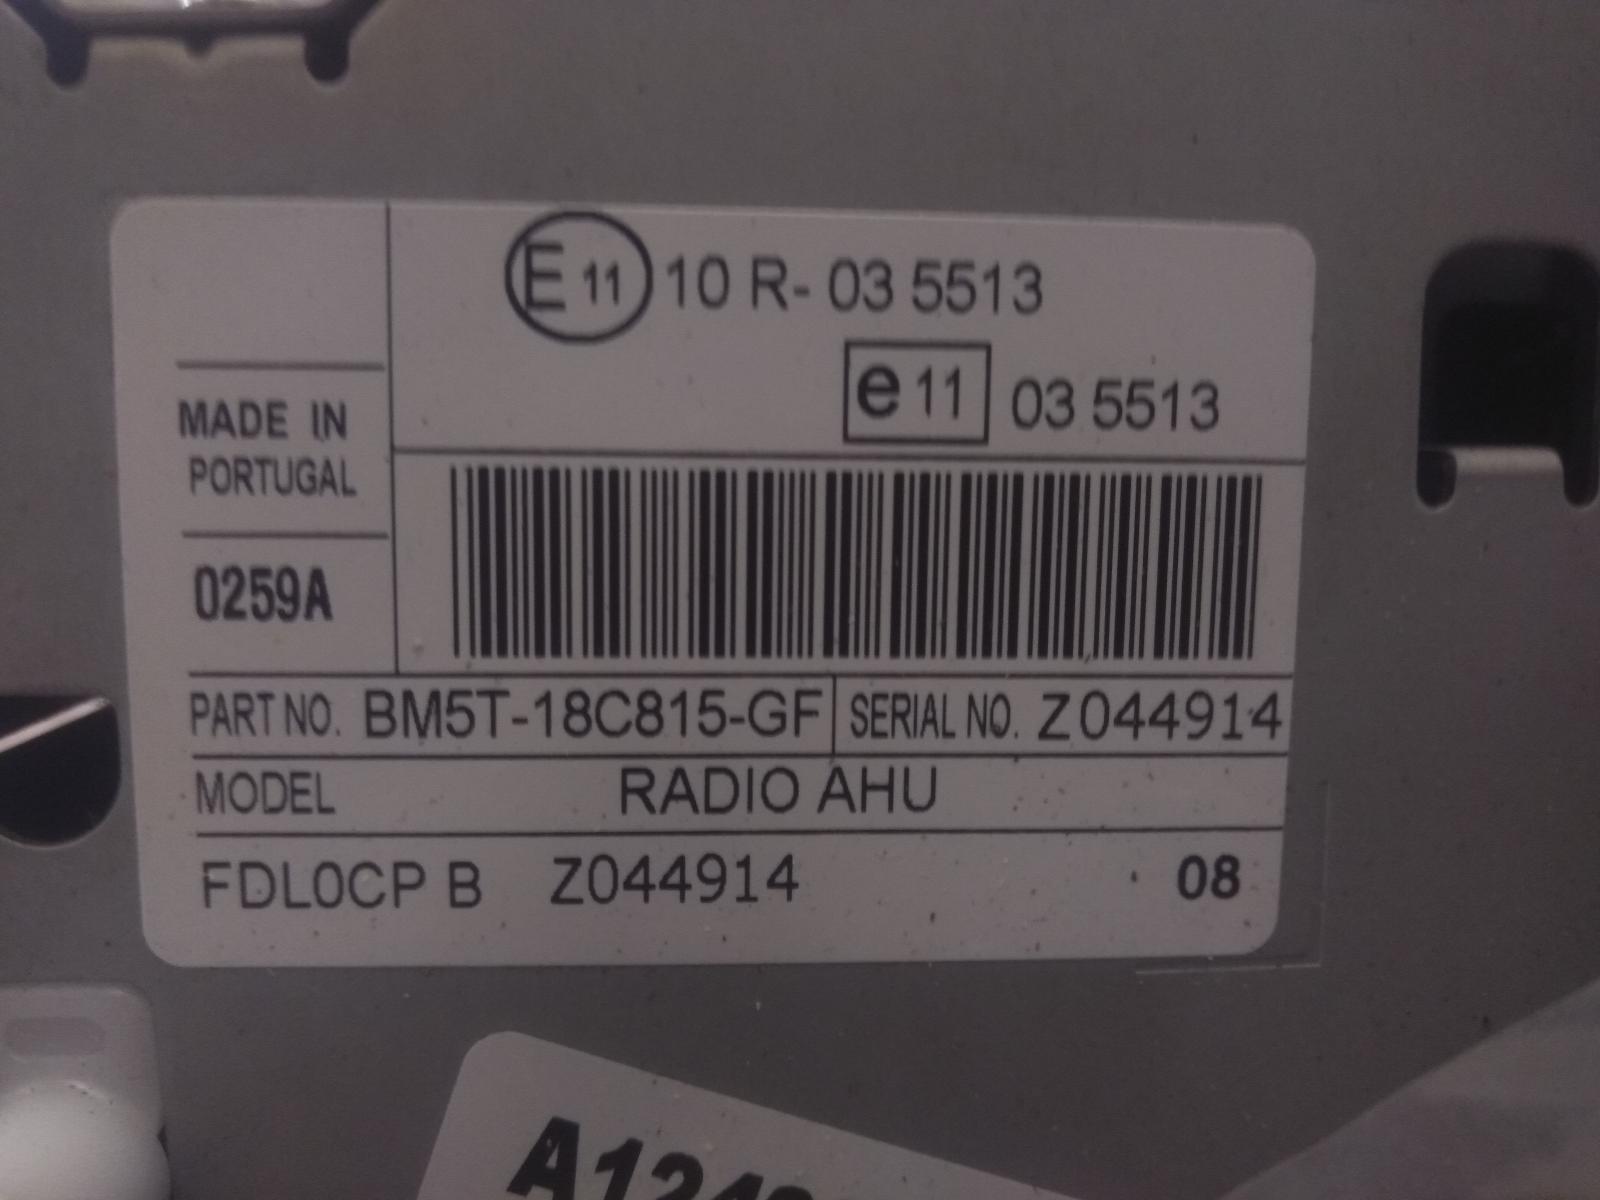 E 11 10 R- 03 5513
e 11 03 5513
MADE IN
PORTUGAL
0259A
PART NO. BM5T-18C815-GF SERIAL NO. Z044914
MODEL RADIO AHU
FDL0CP B Z044914 08